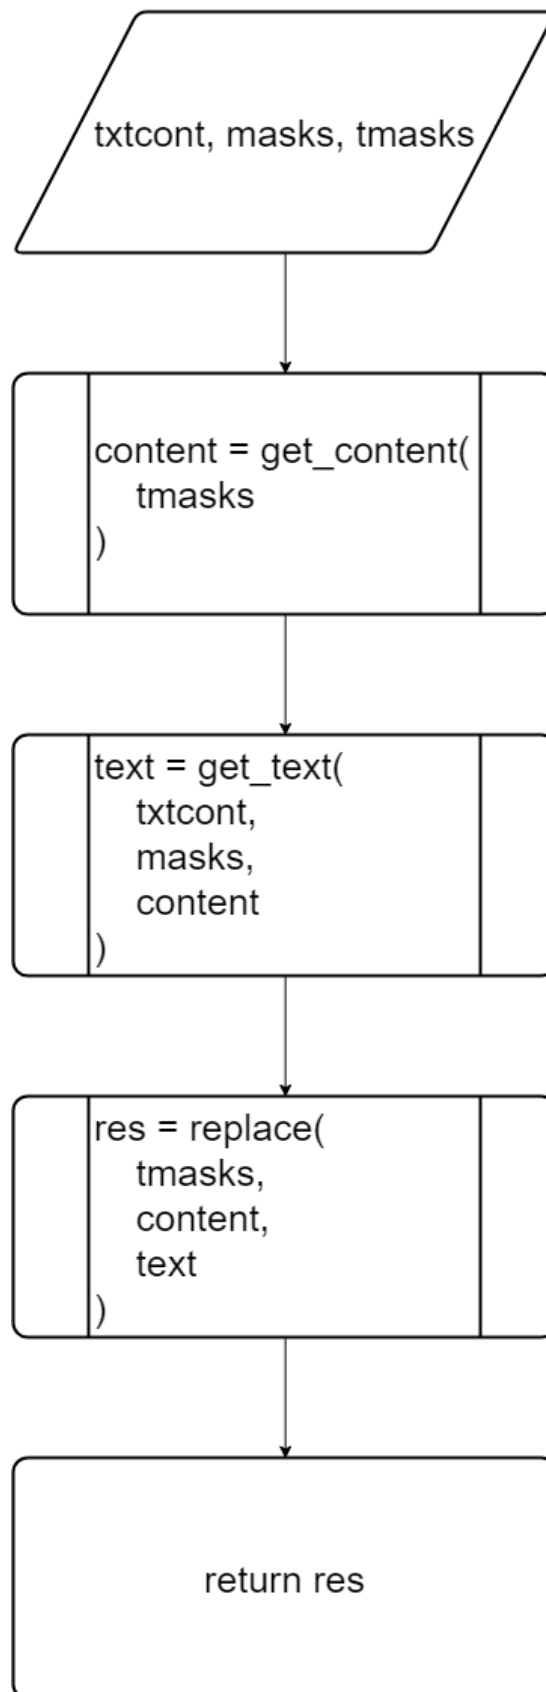 txtcont, masks, tmasks
content = get_content(
tmasks
)
text = get_text(
txtcont,
masks,
content
)
res = replace(
tmasks,
content,
text
)
return res